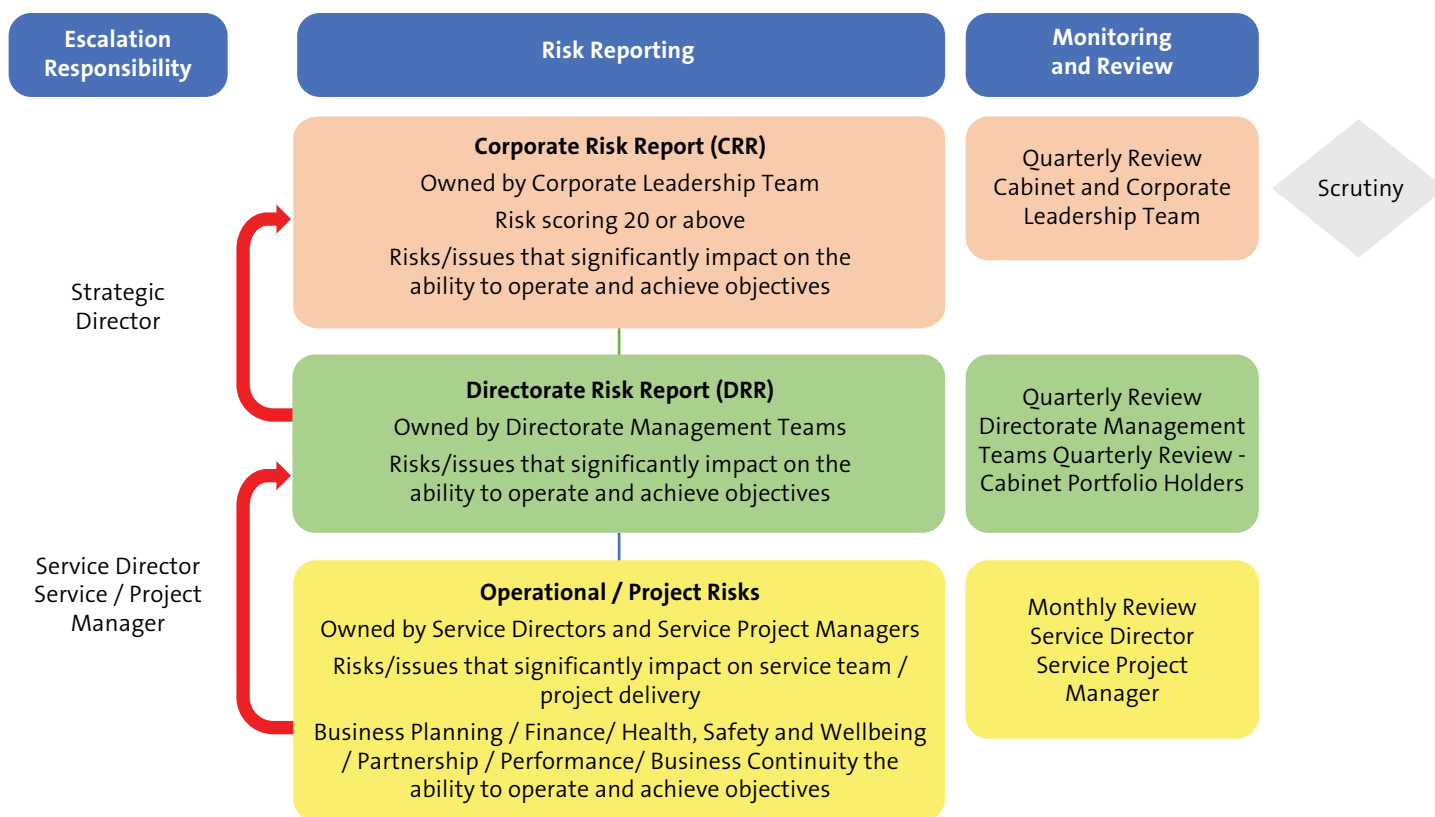 Escalation
Responsibility
Risk Reporting
Monitoring
and Review
Corporate Risk Report (CRR)
Owned by Corporate Leadership Team
Risk scoring 20 or above
Risks/issues that significantly impact on the
ability to operate and achieve objectives
Quarterly Review
Cabinet and Corporate
Leadership Team
Scrutiny
Strategic
Director
Directorate Risk Report (DRR)
Owned by Directorate Management Teams
Risks/issues that significantly impact on the
ability to operate and achieve objectives
Quarterly Review
Directorate Management
Teams Quarterly Review -
Cabinet Portfolio Holders
Service Director
Service / Project
Manager
Operational / Project Risks
Owned by Service Directors and Service Project Managers
Risks/issues that significantly impact on service team /
project delivery
Business Planning / Finance/ Health, Safety and Wellbeing
/ Partnership / Performance/ Business Continuity the
ability to operate and achieve objectives
Monthly Review
Service Director
Service Project
Manager